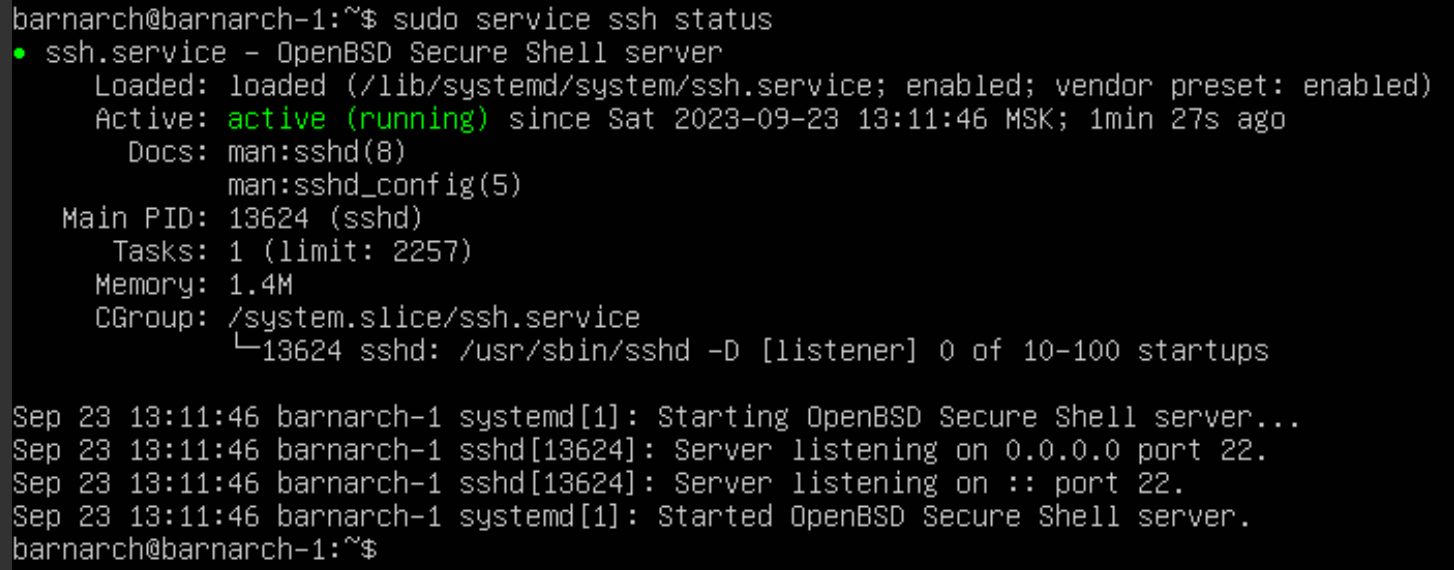 barnarch@barnarch-1:~$ sudo service ssh status
● ssh.service - OpenBSD Secure Shell server
     Loaded: loaded (/lib/systemd/system/ssh.service; enabled; vendor preset: enabled)
     Active: active (running) since Sat 2023-09-23 13:11:46 MSK; 1min 27s ago
       Docs: man:sshd(8)
             man:sshd_config(5)
   Main PID: 13624 (sshd)
      Tasks: 1 (limit: 2257)
     Memory: 1.4M
     CGroup: /system.slice/ssh.service
             └─13624 sshd: /usr/sbin/sshd -D [listener] 0 of 10-100 startups

Sep 23 13:11:46 barnarch-1 systemd[1]: Starting OpenBSD Secure Shell server...
Sep 23 13:11:46 barnarch-1 sshd[13624]: Server listening on 0.0.0.0 port 22.
Sep 23 13:11:46 barnarch-1 sshd[13624]: Server listening on :: port 22.
Sep 23 13:11:46 barnarch-1 systemd[1]: Started OpenBSD Secure Shell server.
barnarch@barnarch-1:~$